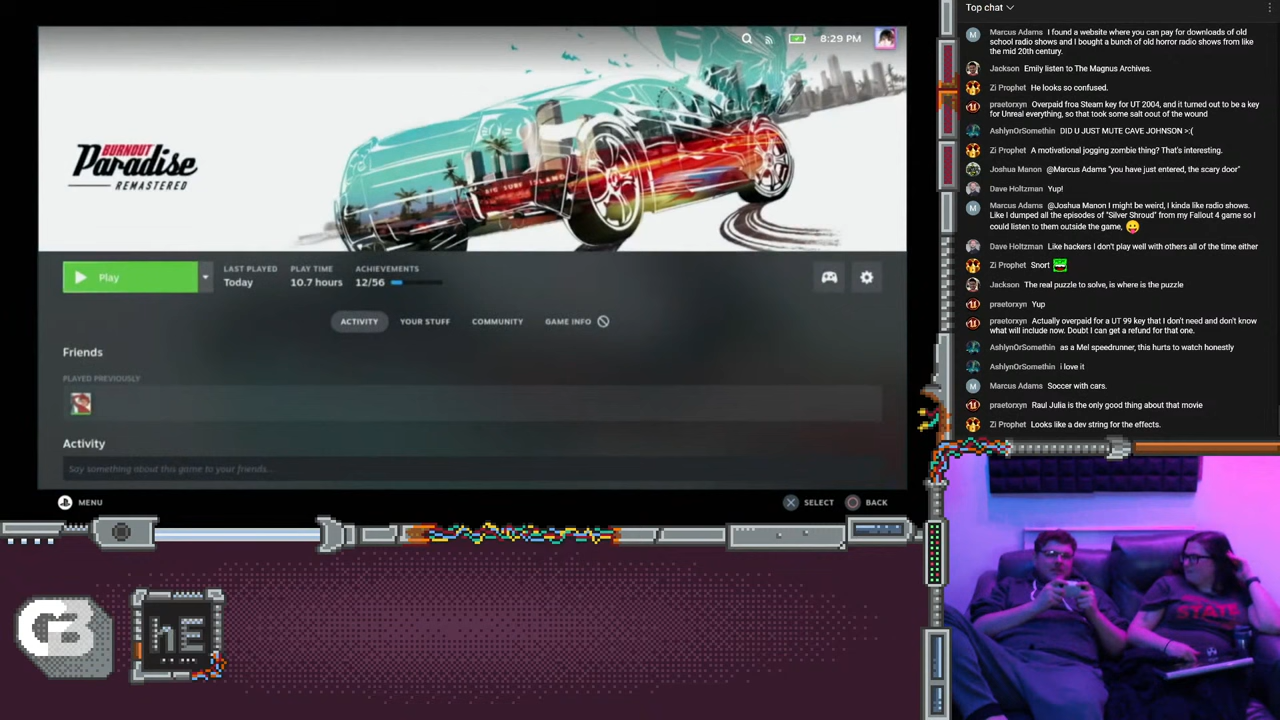 8:29 PM
BURNOUT
Paradise
REMASTERED
BIG SURF ISLAND
Play
LAST PLAYED
Today
PLAY TIME
10.7 hours
ACHIEVEMENTS
12/56
ACTIVITY
YOUR STUFF
COMMUNITY
GAME INFO
Friends
PLAYED PREVIOUSLY
Activity
Say something about this game to your friends...
MENU
SELECT
BACK
GB
hE
Top chat
Marcus Adams I found a website where you can pay for downloads of old
school radio shows and I bought a bunch of old horror radio shows from like
the mid 20th century.
Jackson Emily listen to The Magnus Archives.
Zi Prophet He looks so confused.
praetorxyn Overpaid froa Steam key for UT 2004, and it turned out to be a key
for Unreal everything, so that took some salt oout of the wound
AshlynOrSomethin DID U JUST MUTE CAVE JOHNSON >:(
Zi Prophet A motivational jogging zombie thing? That's interesting.
Joshua Manon @Marcus Adams "you have just entered, the scary door"
Dave Holtzman Yup!
Marcus Adams @Joshua Manon I might be weird, I kinda like radio shows.
Like I dumped all the episodes of "Silver Shroud" from my Fallout 4 game so I
could listen to them outside the game,
Dave Holtzman Like hackers I don't play well with others all of the time either
Zi Prophet Snort
Jackson The real puzzle to solve, is where is the puzzle
praetorxyn Yup
praetorxyn Actually overpaid for a UT 99 key that I don't need and don't know
what will include now. Doubt I can get a refund for that one.
AshlynOrSomethin as a Mel speedrunner, this hurts to watch honestly
AshlynOrSomethin i love it
Marcus Adams Soccer with cars.
praetorxyn Raul Julia is the only good thing about that movie
Zi Prophet Looks like a dev string for the effects.
STATE